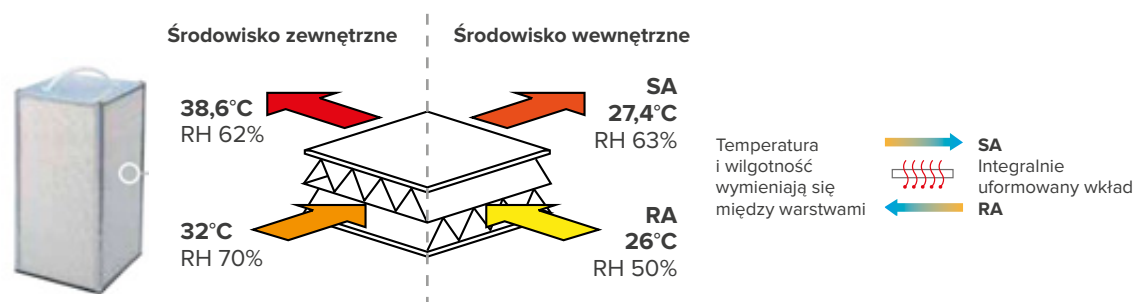 Środowisko zewnętrzne
Środowisko wewnętrzne
38,6°C
RH 62%
SA
27,4°C
RH 63%
32°C
RH 70%
RA
26°C
RH 50%
Temperatura
i wilgotność
wymieniają się
między warstwami
SA
Integralnie
uformowany wkład
RA